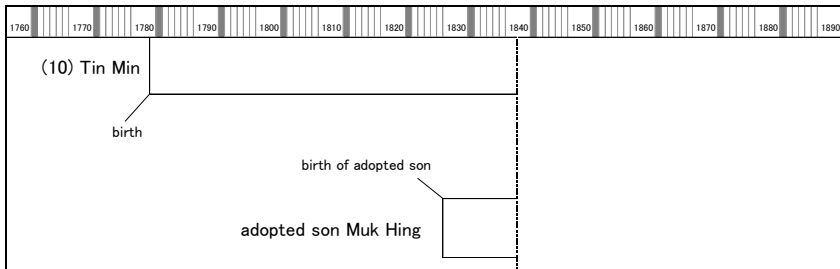 1760 1770 1780 1790 1800 1810 1820 1830 1840 1850 1860 1870 1880 1890
(10) Tin Min
birth
birth of adopted son
adopted son Muk Hing